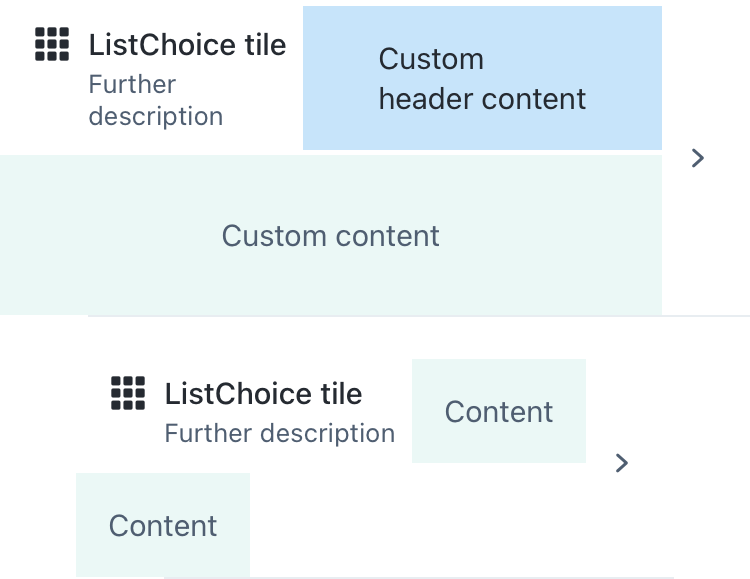 ListChoice tile
Further
description
Custom
header content
Custom content
ListChoice tile
Further description
Content
Content